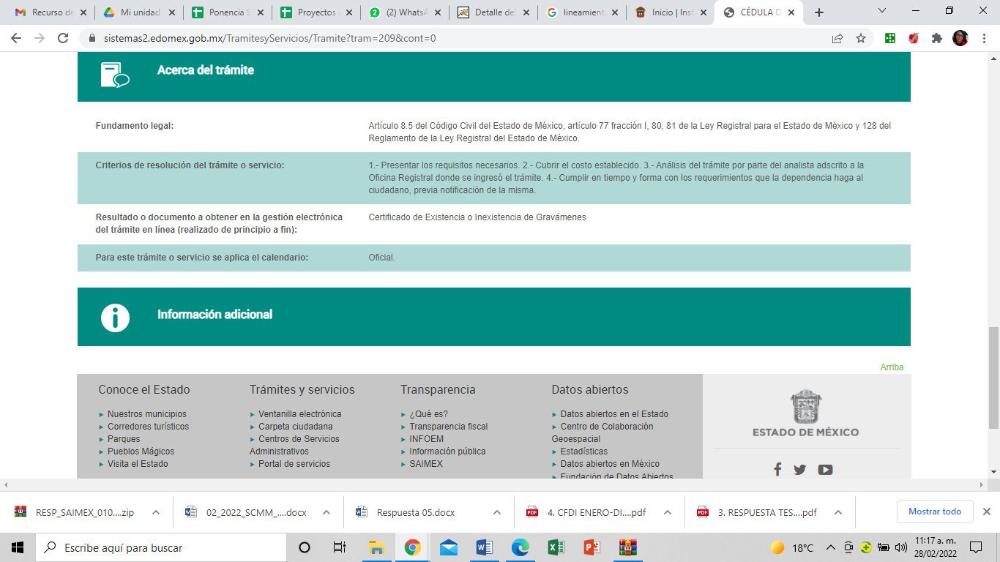 Recurso de
Mi unidad
Ponencia S
Proyectos
(2) WhatsA
Detalle del
lineamient
Inicio | Inst
CÉDULA D
sistemas2.edomex.gob.mx/TramitesyServicios/Tramite?tram=209&cont=0
Acerca del trámite
Fundamento legal:
Artículo 8.5 del Código Civil del Estado de México, artículo 77 fracción I, 80, 81 de la Ley Registral para el Estado de México y 128 del
Reglamento de la Ley Registral del Estado de México.
Criterios de resolución del trámite o servicio:
1.- Presentar los requisitos necesarios. 2.- Cubrir el costo establecido. 3.- Análisis del trámite por parte del analista adscrito a la
Oficina Registral donde se ingresó el trámite. 4.- Cumplir en tiempo y forma con los requerimientos que la dependencia haga al
ciudadano, previa notificación de la misma.
Resultado o documento a obtener en la gestión electrónica
del trámite en línea (realizado de principio a fin):
Certificado de Existencia o Inexistencia de Gravámenes
Para este trámite o servicio se aplica el calendario:
Oficial.
Información adicional
Arriba
Conoce el Estado
Nuestros municipios
Corredores turísticos
Parques
Pueblos Mágicos
Visita el Estado
Trámites y servicios
Ventanilla electrónica
Carpeta ciudadana
Centros de Servicios
Administrativos
Portal de servicios
Transparencia
¿Qué es?
Transparencia fiscal
INFOEM
Información pública
SAIMEX
Datos abiertos
Datos abiertos en el Estado
Centro de Colaboración
Geoespacial
Estadísticas
Datos abiertos en México
Fundación de Datos Abiertos
ESTADO DE MÉXICO
RESP_SAIMEX_010....zip
02_2022_SCMM_....docx
Respuesta 05.docx
4. CFDI ENERO-DI....pdf
3. RESPUESTA TES....pdf
Mostrar todo
Escribe aquí para buscar
18°C
11:17 a. m.
28/02/2022